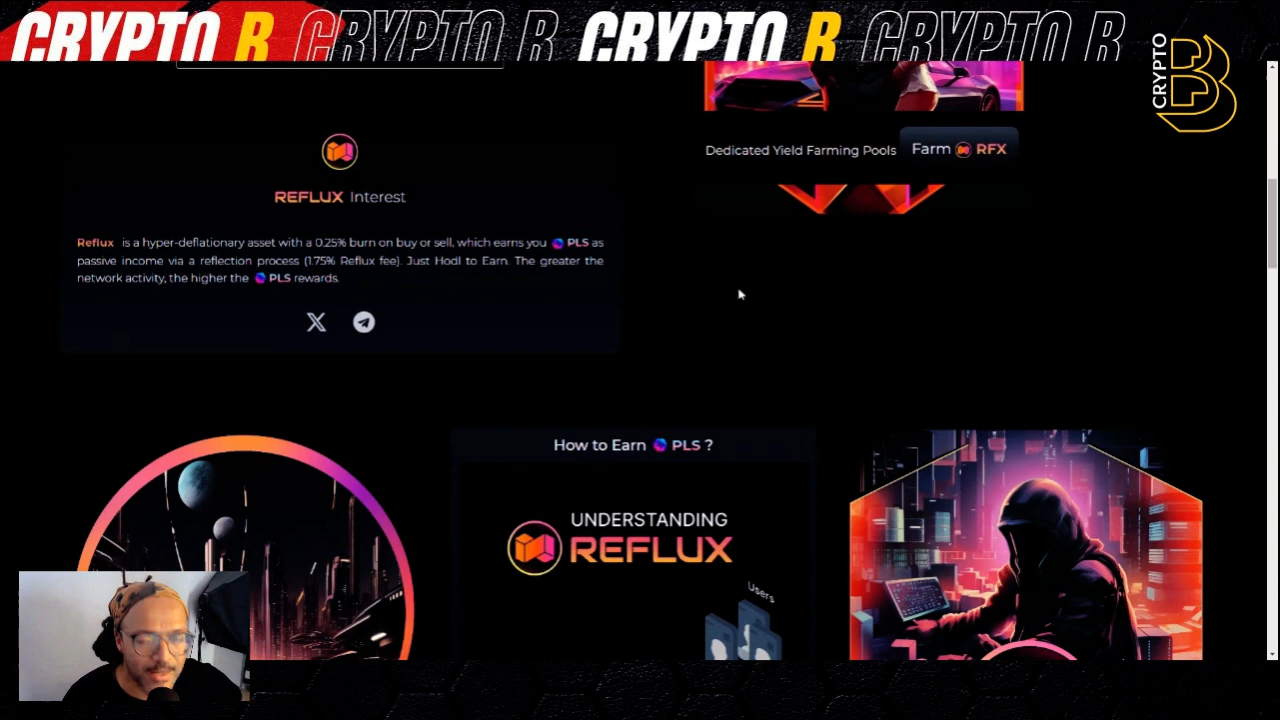 CRYPTO B CRYPTO B CRYPTO B CRYPTO B
CRYPTO B
Dedicated Yield Farming Pools Farm RFX
REFLUX Interest
Reflux is a hyper-deflationary asset with a 0.25% burn on buy or sell, which earns you PLS as
passive income via a reflection process (1.75% Reflux fee). Just Hodl to Earn. The greater the
network activity, the higher the PLS rewards.
X
How to Earn PLS ?
UNDERSTANDING
REFLUX
Users